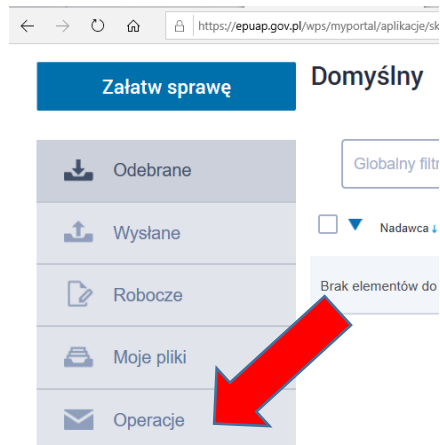 https://epuap.gov.pl/wps/myportal/aplikacje/sk
Załatw sprawę
Domyślny
Odebrane
Globalny filtr
Wysłane
Nadawca
Robocze
Brak elementów do
Moje pliki
Operacje